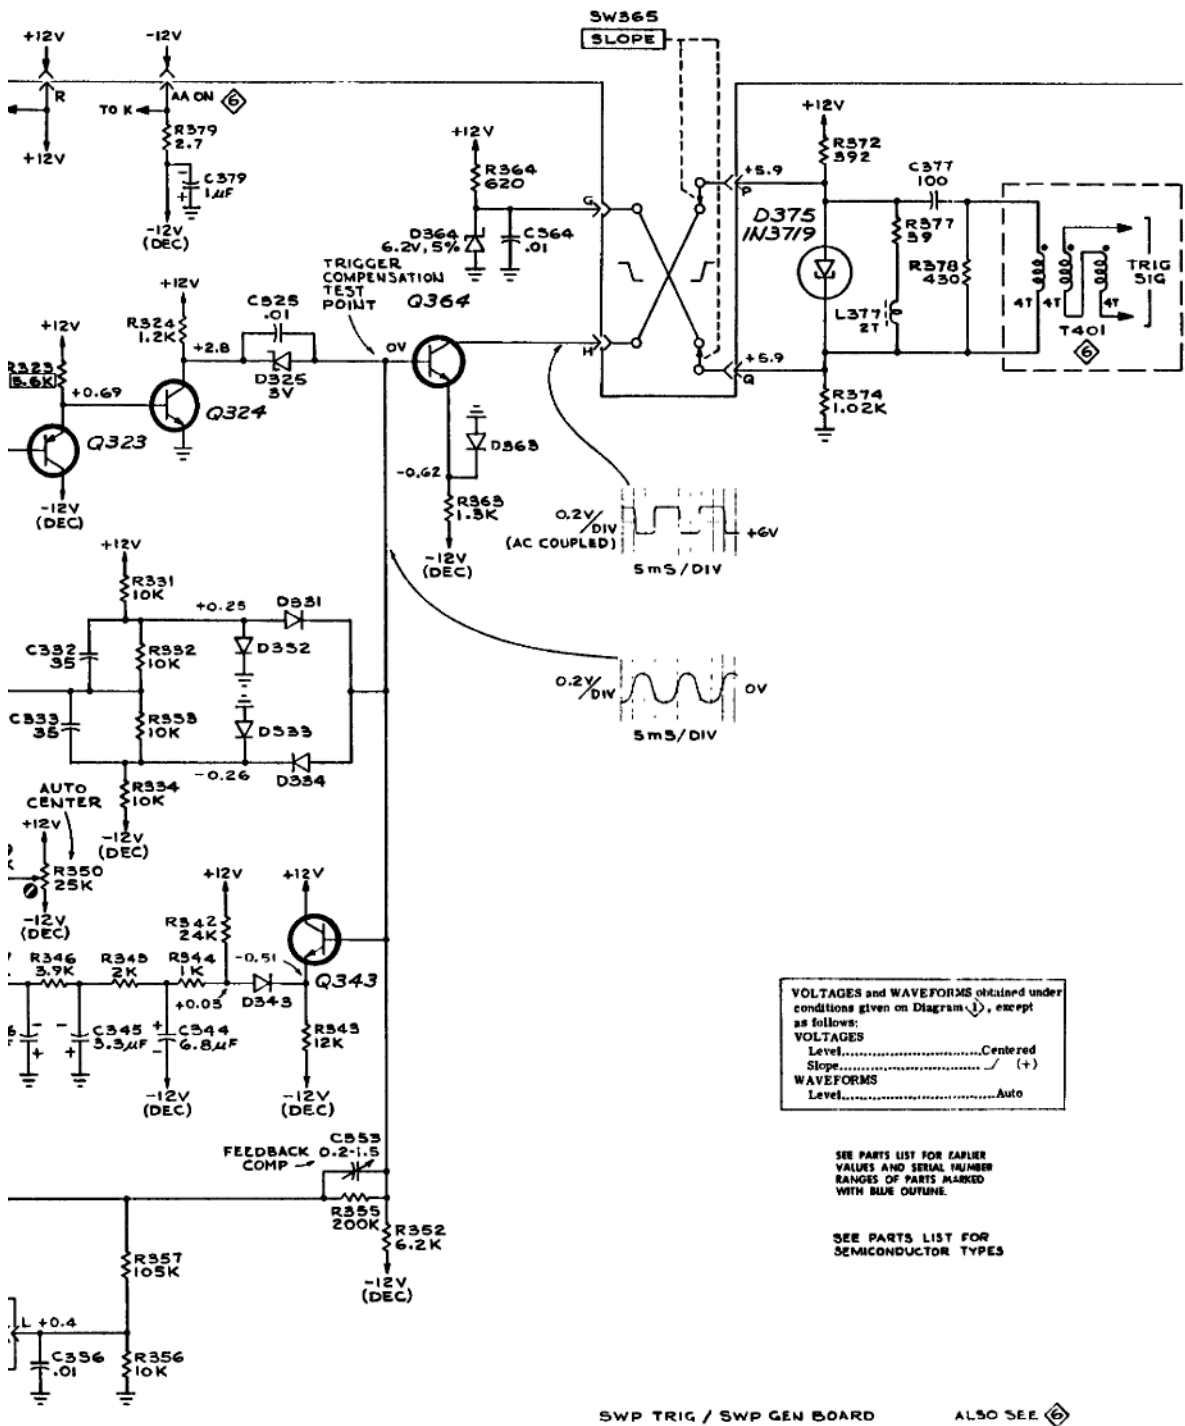 SW365
SLOPE
+12V
-12V
R
TO K
AA ON
6
R379
2.7
+12V
C379
1µF
-12V
(DEC)
+12V
R364
620
G
D364
6.2V, 5%
C364
.01
+12V
R372
392
+5.9
P
C377
100
D375
IN3719
R377
39
R378
430
L377
2T
4T
4T
4T
T401
6
TRIG
SIG
TRIGGER
COMPENSATION
TEST
POINT
Q364
+12V
R324
1.2K
+2.8
C325
.01
D325
3V
0V
H
+5.9
Q
R374
1.02K
+12V
R323
5.6K
+0.69
Q323
Q324
-12V
(DEC)
D363
-0.62
R363
1.3K
-12V
(DEC)
0.2V/
DIV
(AC COUPLED)
+6V
5mS/DIV
+12V
R331
10K
+0.25
D331
C332
35
R332
10K
D332
C333
35
R333
10K
D333
-0.26
D334
R334
10K
-12V
(DEC)
0.2V/
DIV
0V
5mS/DIV
AUTO
CENTER
+12V
R350
25K
-12V
(DEC)
+12V
+12V
R342
24K
R346
3.9K
R345
2K
R344
1K
-0.51
Q343
+0.03
D343
C345
3.3µF
C344
6.8µF
R343
12K
-12V
(DEC)
-12V
(DEC)
VOLTAGES and WAVEFORMS obtained under
conditions given on Diagram 1, except
as follows:
VOLTAGES
Level..............................Centered
Slope.............................. (+)
WAVEFORMS
Level..............................Auto
FEEDBACK
COMP
C353
0.2-1.5
R355
200K
R352
6.2K
-12V
(DEC)
SEE PARTS LIST FOR EARLIER
VALUES AND SERIAL NUMBER
RANGES OF PARTS MARKED
WITH BLUE OUTLINE.
SEE PARTS LIST FOR
SEMICONDUCTOR TYPES
R357
105K
L +0.4
C356
.01
R356
10K
SWP TRIG / SWP GEN BOARD
ALSO SEE 6